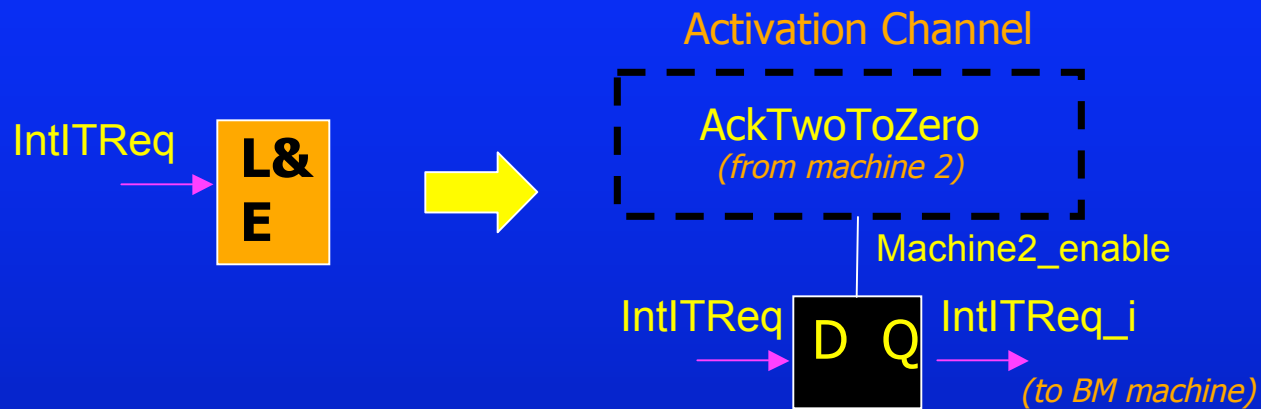 Activation Channel
IntITReq
L&
E
AckTwoToZero
(from machine 2)
Machine2_enable
IntITReq
D Q
IntITReq_i
(to BM machine)